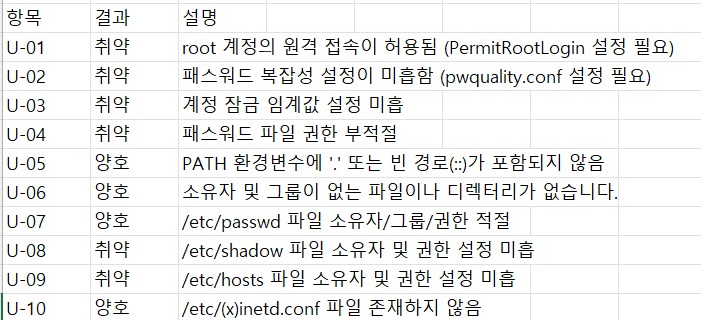 항목 결과 설명
U-01 취약 root 계정의 원격 접속이 허용됨 (PermitRootLogin 설정 필요)
U-02 취약 패스워드 복잡성 설정이 미흡함 (pwquality.conf 설정 필요)
U-03 취약 계정 잠금 임계값 설정 미흡
U-04 취약 패스워드 파일 권한 부적절
U-05 양호 PATH 환경변수에 '.' 또는 빈 경로(::)가 포함되지 않음
U-06 양호 소유자 및 그룹이 없는 파일이나 디렉터리가 없습니다.
U-07 양호 /etc/passwd 파일 소유자/그룹/권한 적절
U-08 취약 /etc/shadow 파일 소유자 및 권한 설정 미흡
U-09 취약 /etc/hosts 파일 소유자 및 권한 설정 미흡
U-10 양호 /etc/(x)inetd.conf 파일 존재하지 않음